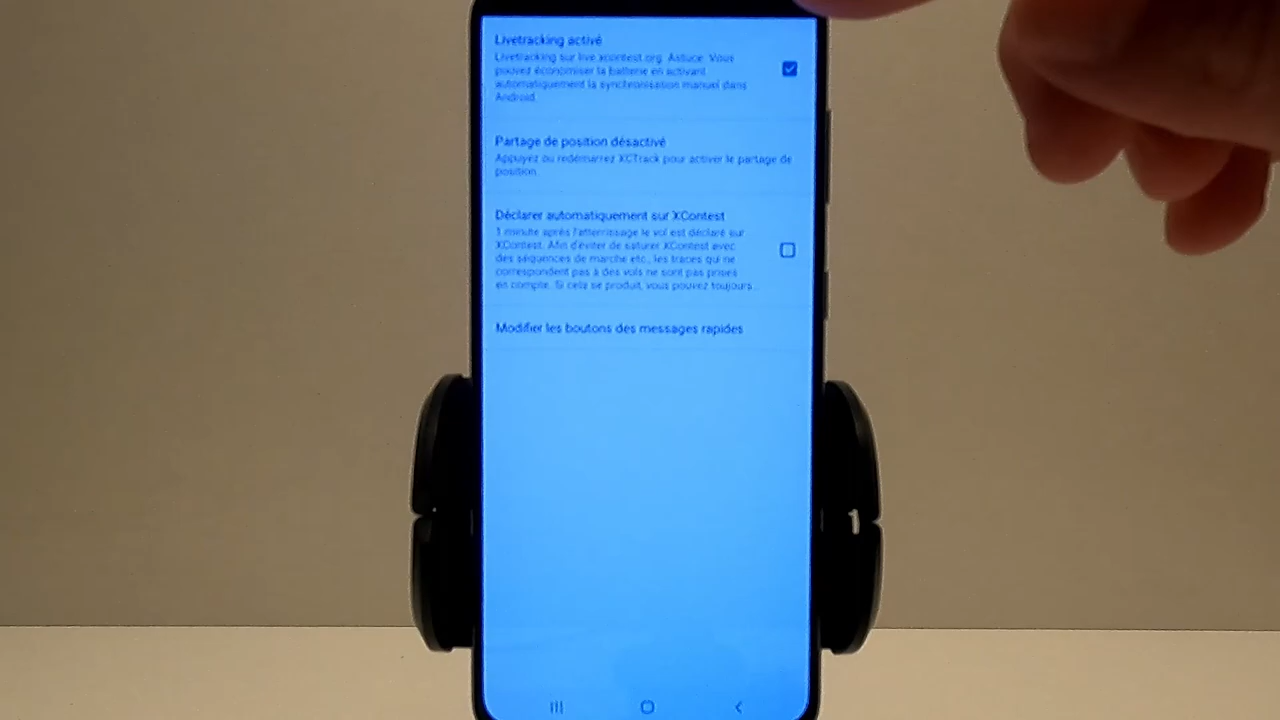 Livetracking activé
Livetracking sur live.xcontest.org. Astuce: Vous
pouvez économiser la batterie en activant
automatiquement la synchronisation manuel dans
Android.
Partage de position désactivé
Appuyez ou redémarrez XCTrack pour activer le partage de
position.
Déclarer automatiquement sur XContest
1 minute après l'atterrissage le vol est déclaré sur
XContest. Afin d'éviter de saturer XContest avec
des séquences de marche etc., les traces qui ne
correspondent pas à des vols ne sont pas prises
en compte. Si cela se produit, vous pouvez toujours...
Modifier les boutons des messages rapides
1